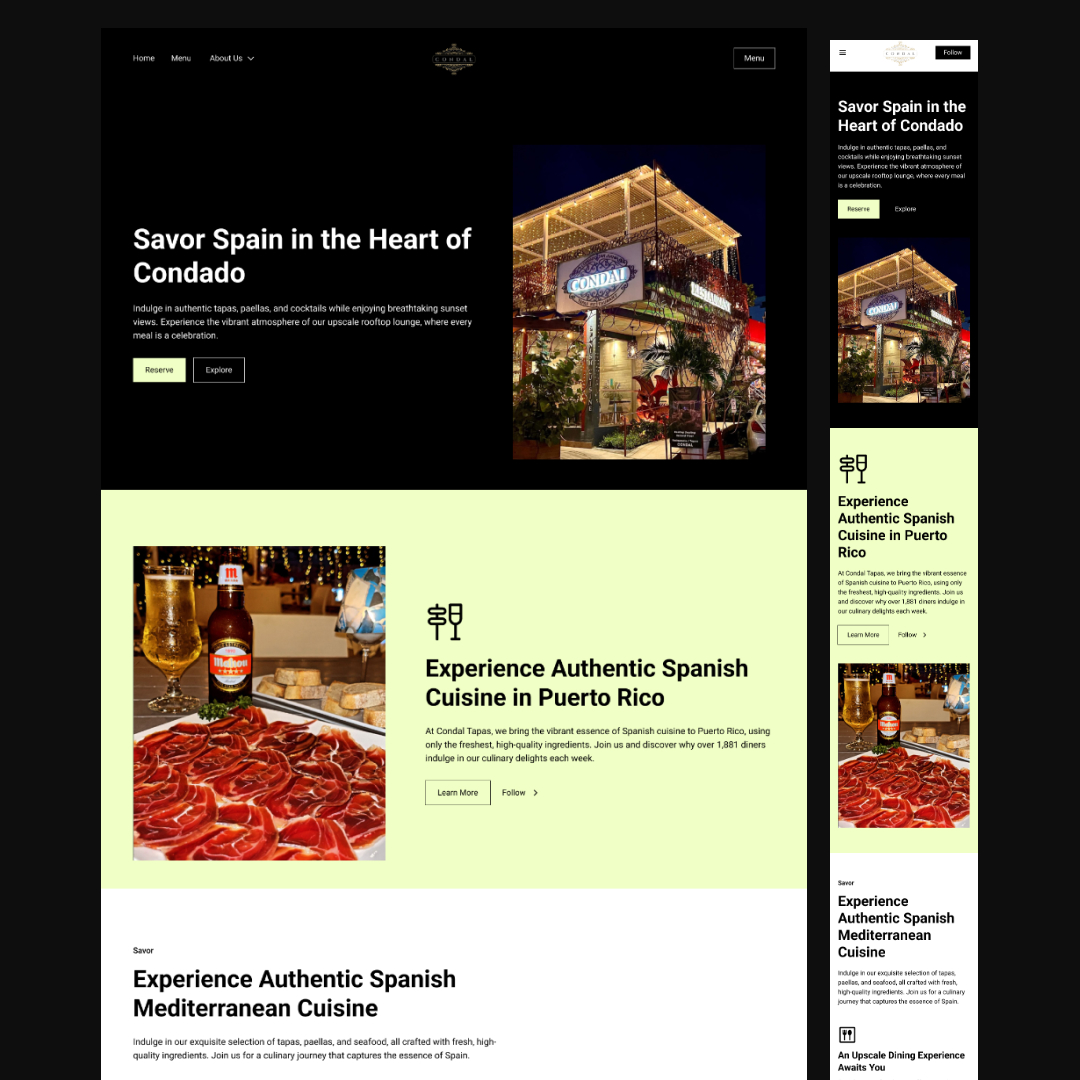 Home Menu About Us
CONDAL
Menu
Savor Spain in the Heart of
Condado
Indulge in authentic tapas, paellas, and cocktails while enjoying breathtaking sunset
views. Experience the vibrant atmosphere of our upscale rooftop lounge, where every
meal is a celebration.
Reserve
Explore
CONDAL
RESTAURANT
CONDAL
m
Mahou
Experience Authentic Spanish
Cuisine in Puerto Rico
At Condal Tapas, we bring the vibrant essence of Spanish cuisine to Puerto Rico, using
only the freshest, high-quality ingredients. Join us and discover why over 1,881 diners
indulge in our culinary delights each week.
Learn More
Follow
Savor
Experience Authentic Spanish
Mediterranean Cuisine
Indulge in our exquisite selection of tapas, paellas, and seafood, all crafted with fresh, high-
quality ingredients. Join us for a culinary journey that captures the essence of Spain.
CONDAL
Follow
Savor Spain in the
Heart of Condado
Indulge in authentic tapas, paellas, and
cocktails while enjoying breathtaking sunset
views. Experience the vibrant atmosphere of
our upscale rooftop lounge, where every meal
is a celebration.
Reserve
Explore
CONDAL
Experience
Authentic Spanish
Cuisine in Puerto
Rico
At Condal Tapas, we bring the vibrant essence
of Spanish cuisine to Puerto Rico, using only
the freshest, high-quality ingredients. Join us
and discover why over 1,881 diners indulge in
our culinary delights each week.
Learn More
Follow
m
Mahou
Savor
Experience
Authentic Spanish
Mediterranean
Cuisine
Indulge in our exquisite selection of tapas,
paellas, and seafood, all crafted with fresh,
high-quality ingredients. Join us for a culinary
journey that captures the essence of Spain.
An Upscale Dining Experience
Awaits You